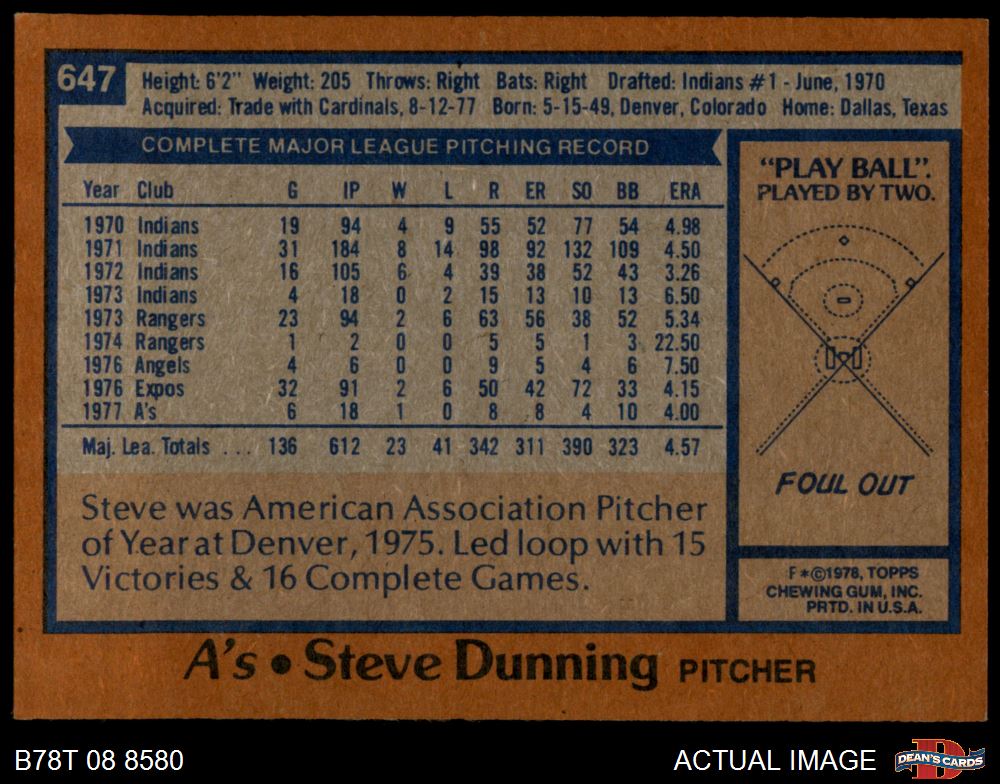 647
Height: 6'2" Weight: 205 Throws: Right Bats: Right Drafted: Indians #1 - June, 1970
Acquired: Trade with Cardinals, 8-12-77 Born: 5-15-49, Denver, Colorado Home: Dallas, Texas
COMPLETE MAJOR LEAGUE PITCHING RECORD
Year Club G IP W L R ER SO BB ERA
1970 Indians 19 94 4 9 55 52 77 54 4.98
1971 Indians 31 184 8 14 98 92 132 109 4.50
1972 Indians 16 105 6 4 39 38 52 43 3.26
1973 Indians 4 18 0 2 15 13 10 13 6.50
1973 Rangers 23 94 2 6 63 56 38 52 5.34
1974 Rangers 1 2 0 0 5 5 1 3 22.50
1976 Angels 4 6 0 0 9 5 4 6 7.50
1976 Expos 32 91 2 6 50 42 72 33 4.15
1977 A's 6 18 1 0 8 8 4 10 4.00
Maj. Lea. Totals . . . 136 612 23 41 342 311 390 323 4.57
Steve was American Association Pitcher
of Year at Denver, 1975. Led loop with 15
Victories & 16 Complete Games.
"PLAY BALL".
PLAYED BY TWO.
FOUL OUT
F*©1978, TOPPS
CHEWING GUM, INC.
PRTD. IN U.S.A.
A's • Steve Dunning PITCHER
B78T 08 8580
ACTUAL IMAGE
D
DEAN'S CARDS